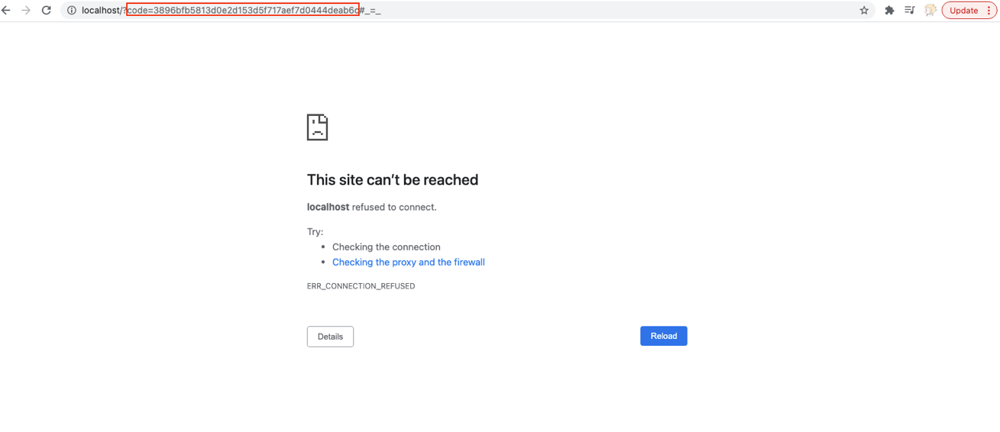 localhost/?code=3896bfb5813d0e2d153d5f717aef7d0444deab6c#_=_
Update
This site can’t be reached
localhost refused to connect.
Try:
• Checking the connection
• Checking the proxy and the firewall
ERR_CONNECTION_REFUSED
Details
Reload